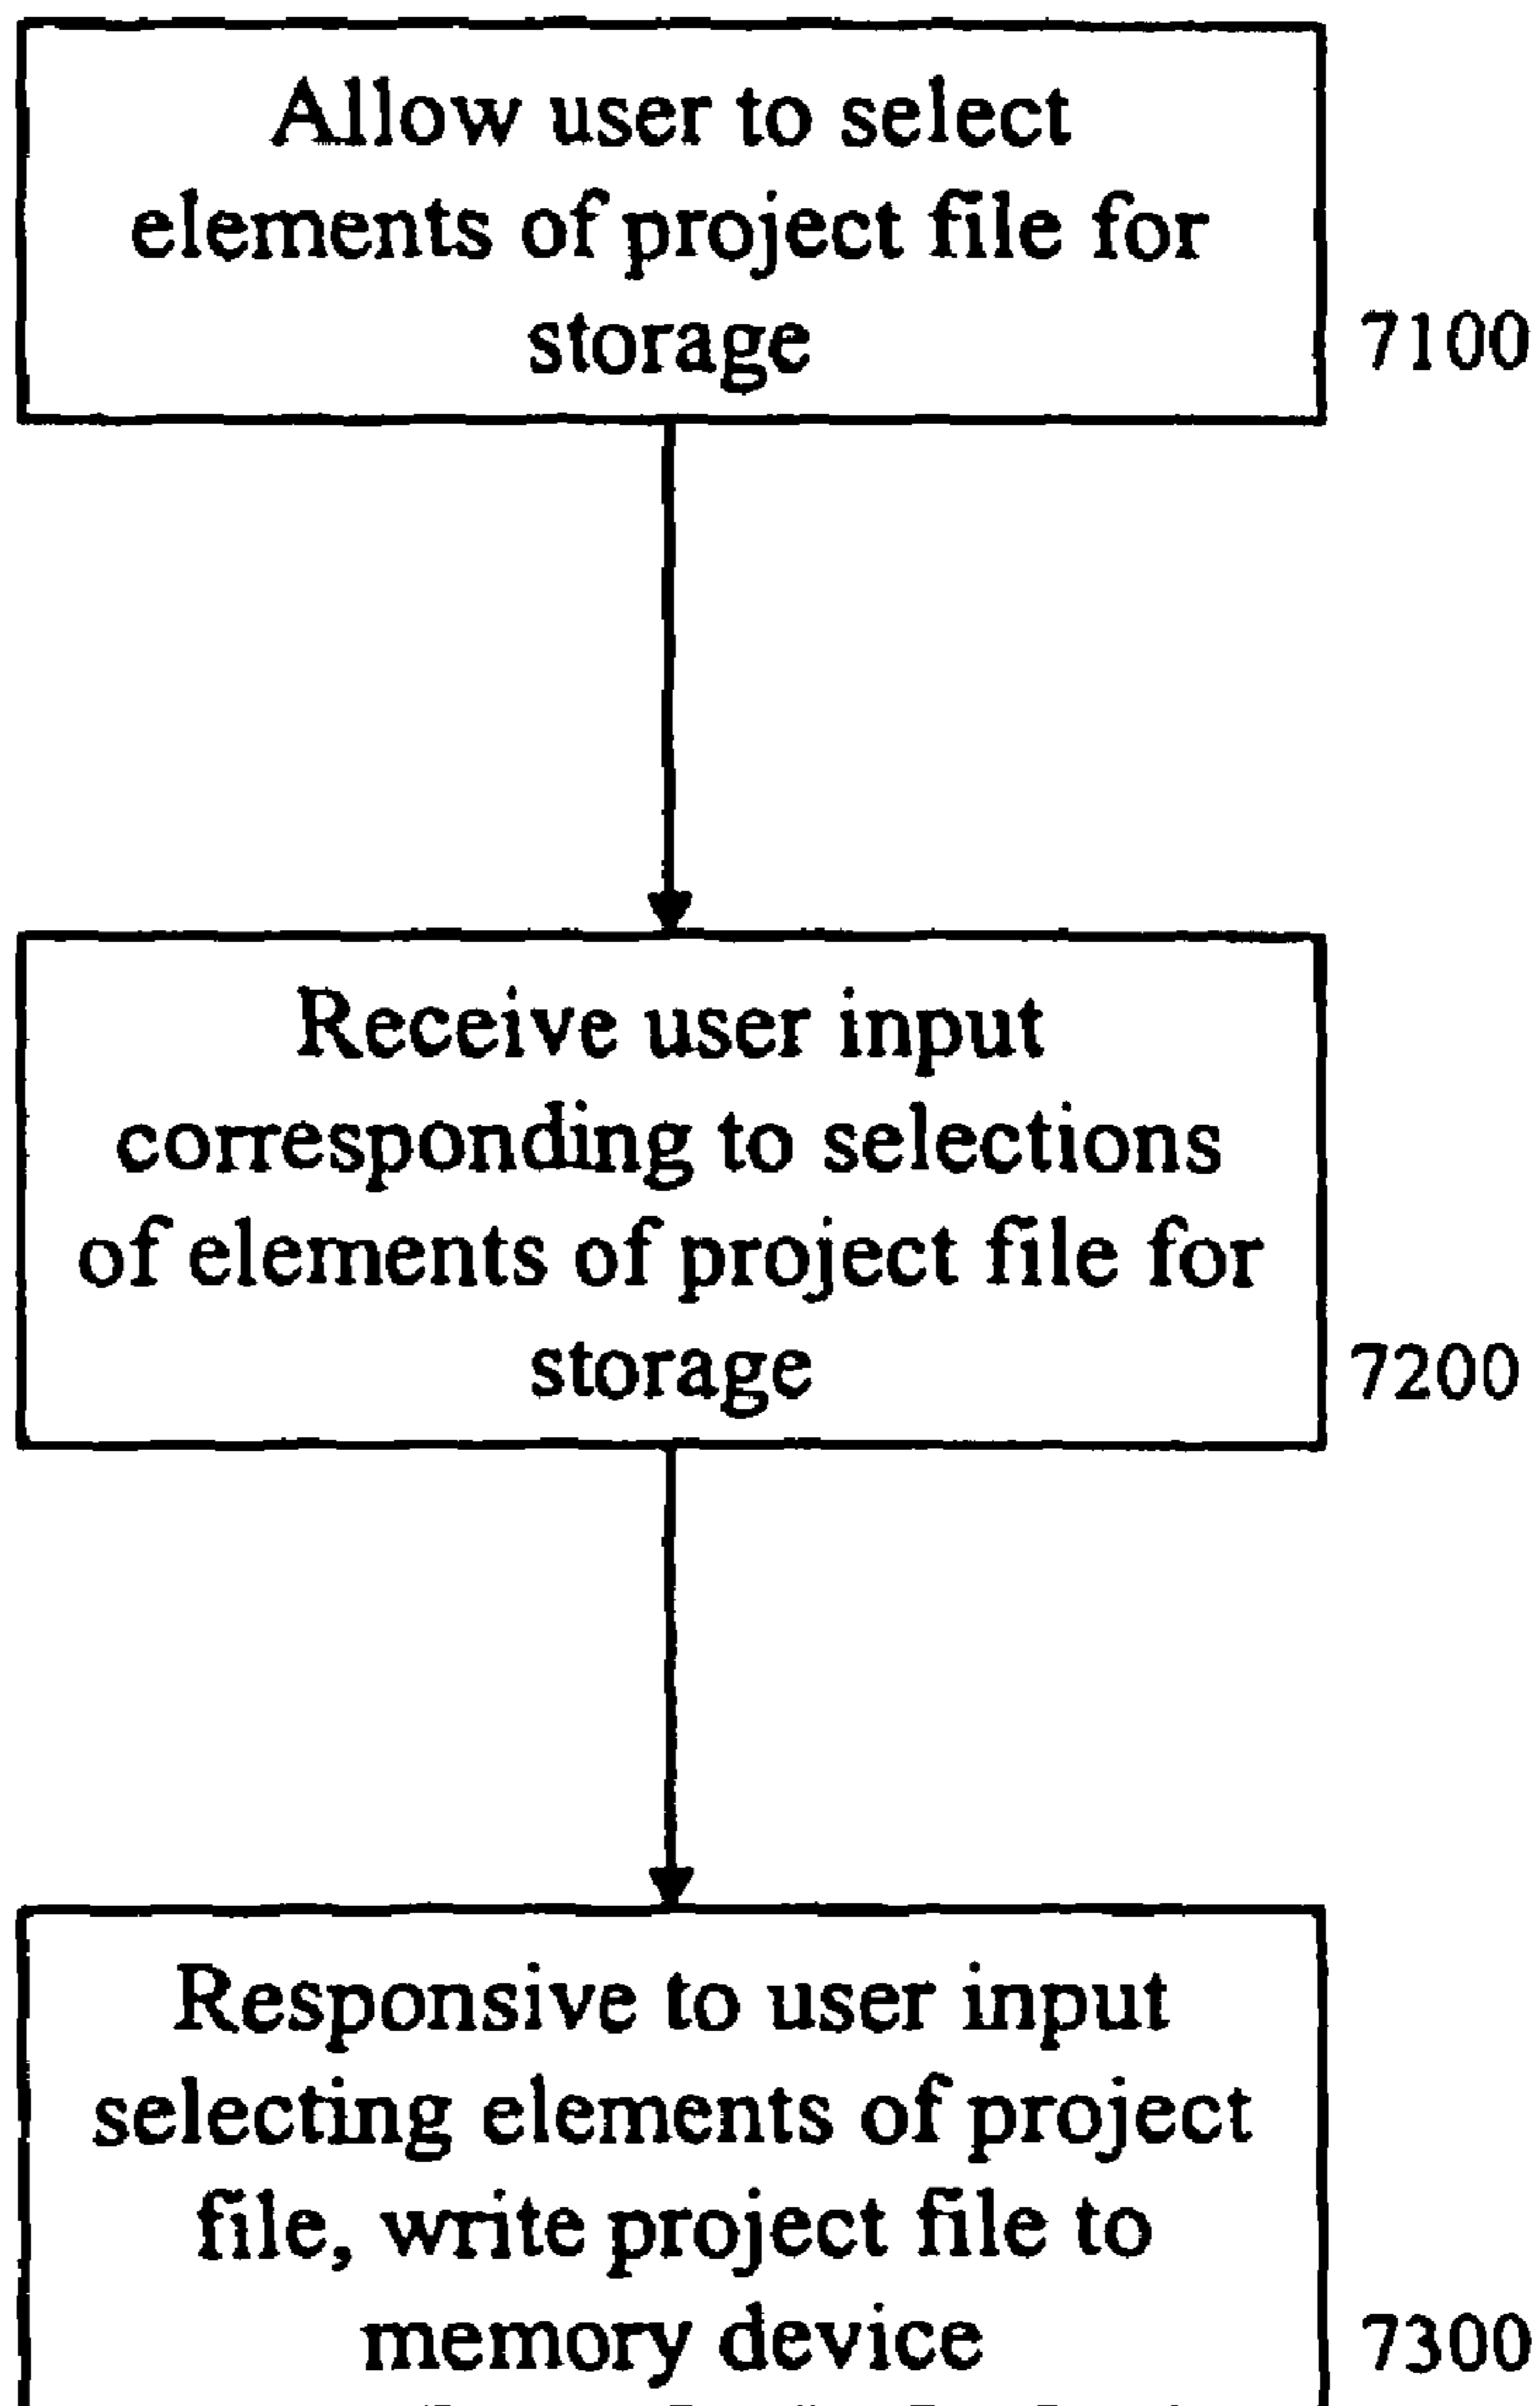 Allow user to select
elements of project file for
storage
7100
Receive user input
corresponding to selections
of elements of project file for
storage
7200
Responsive to user input
selecting elements of project
file, write project file to
memory device
7300